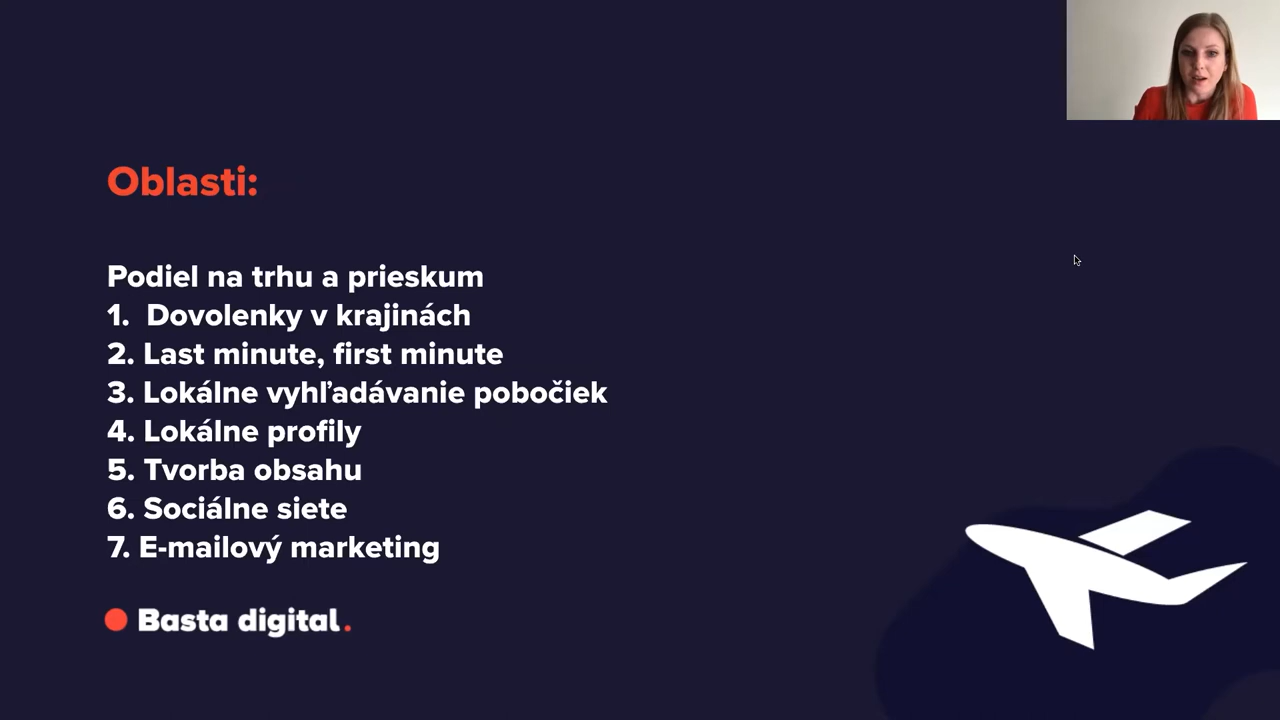 Oblasti:
Podiel na trhu a prieskum
1. Dovolenky v krajinách
2. Last minute, first minute
3. Lokálne vyhľadávanie pobočiek
4. Lokálne profily
5. Tvorba obsahu
6. Sociálne siete
7. E-mailový marketing
Basta digital.